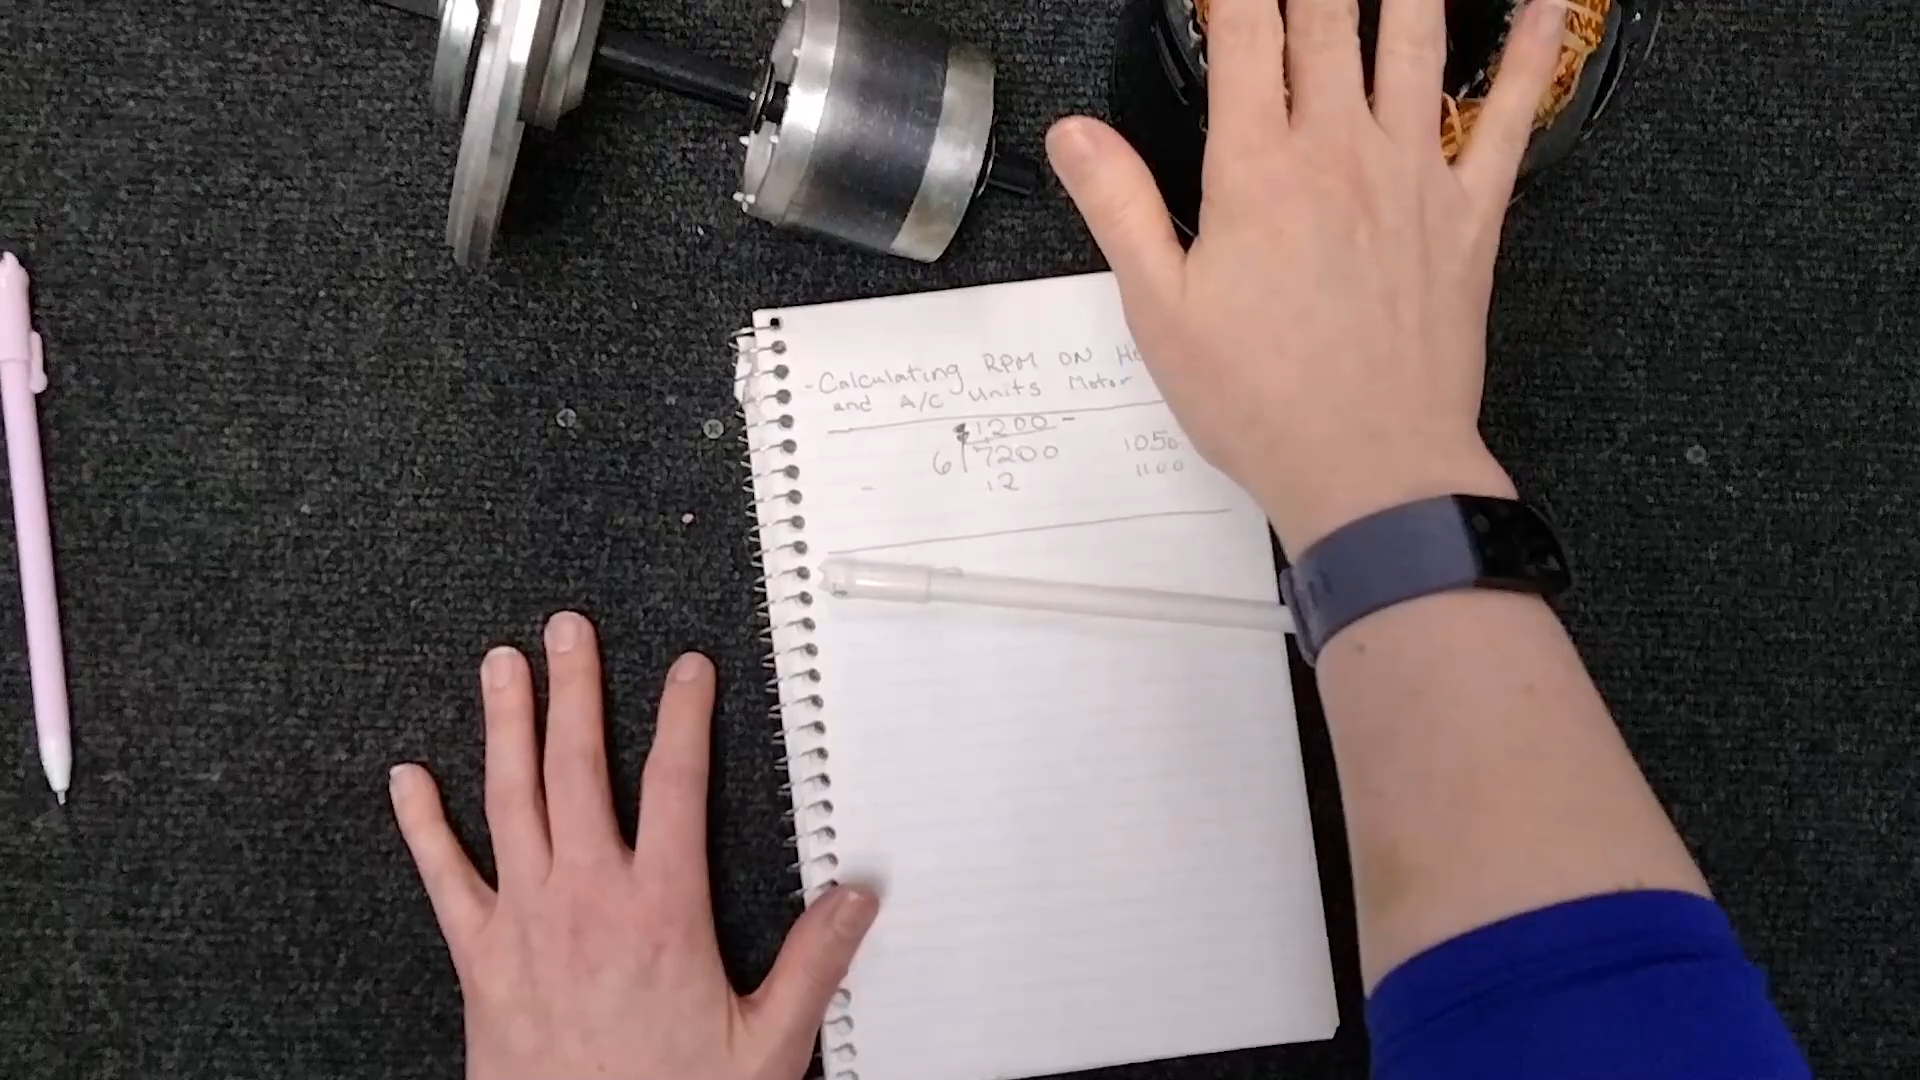 - Calculating RPM ON
and A/C Units Motor
1200 -
6 7200 1050
- 12 1100